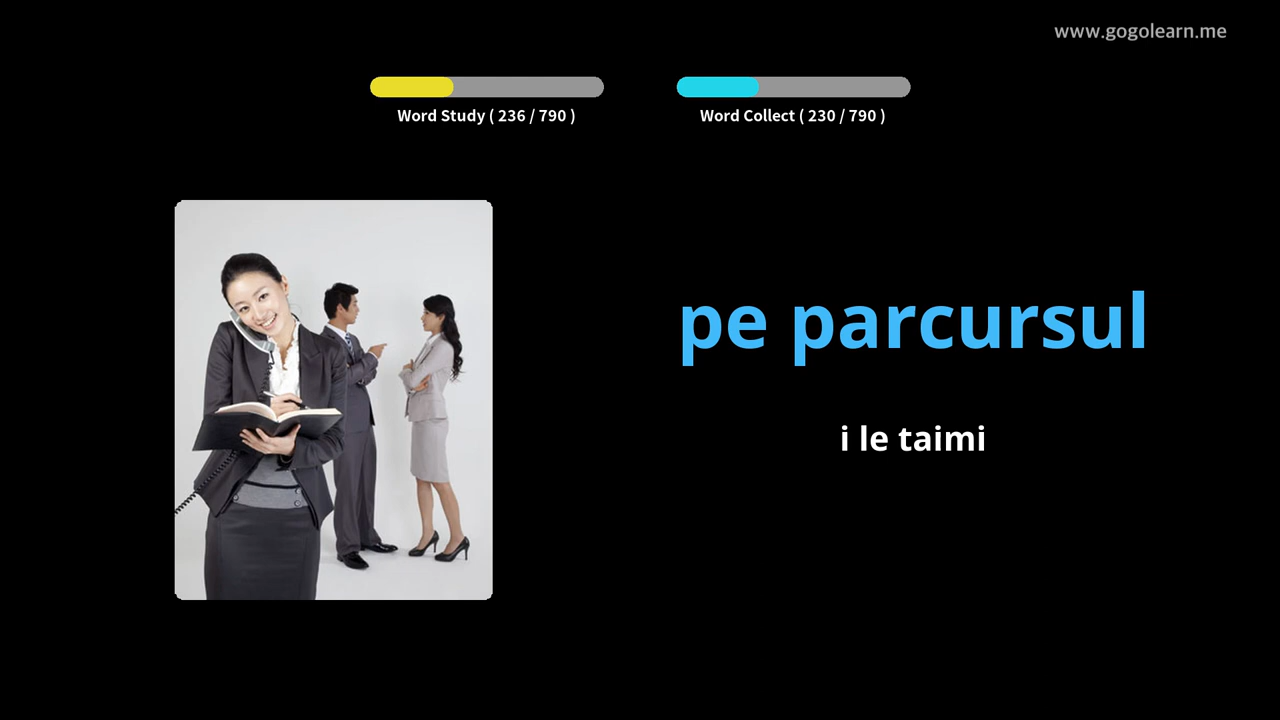 www.gogolearn.me
Word Study ( 236 / 790 )
Word Collect ( 230 / 790 )
pe parcursul
i le taimi